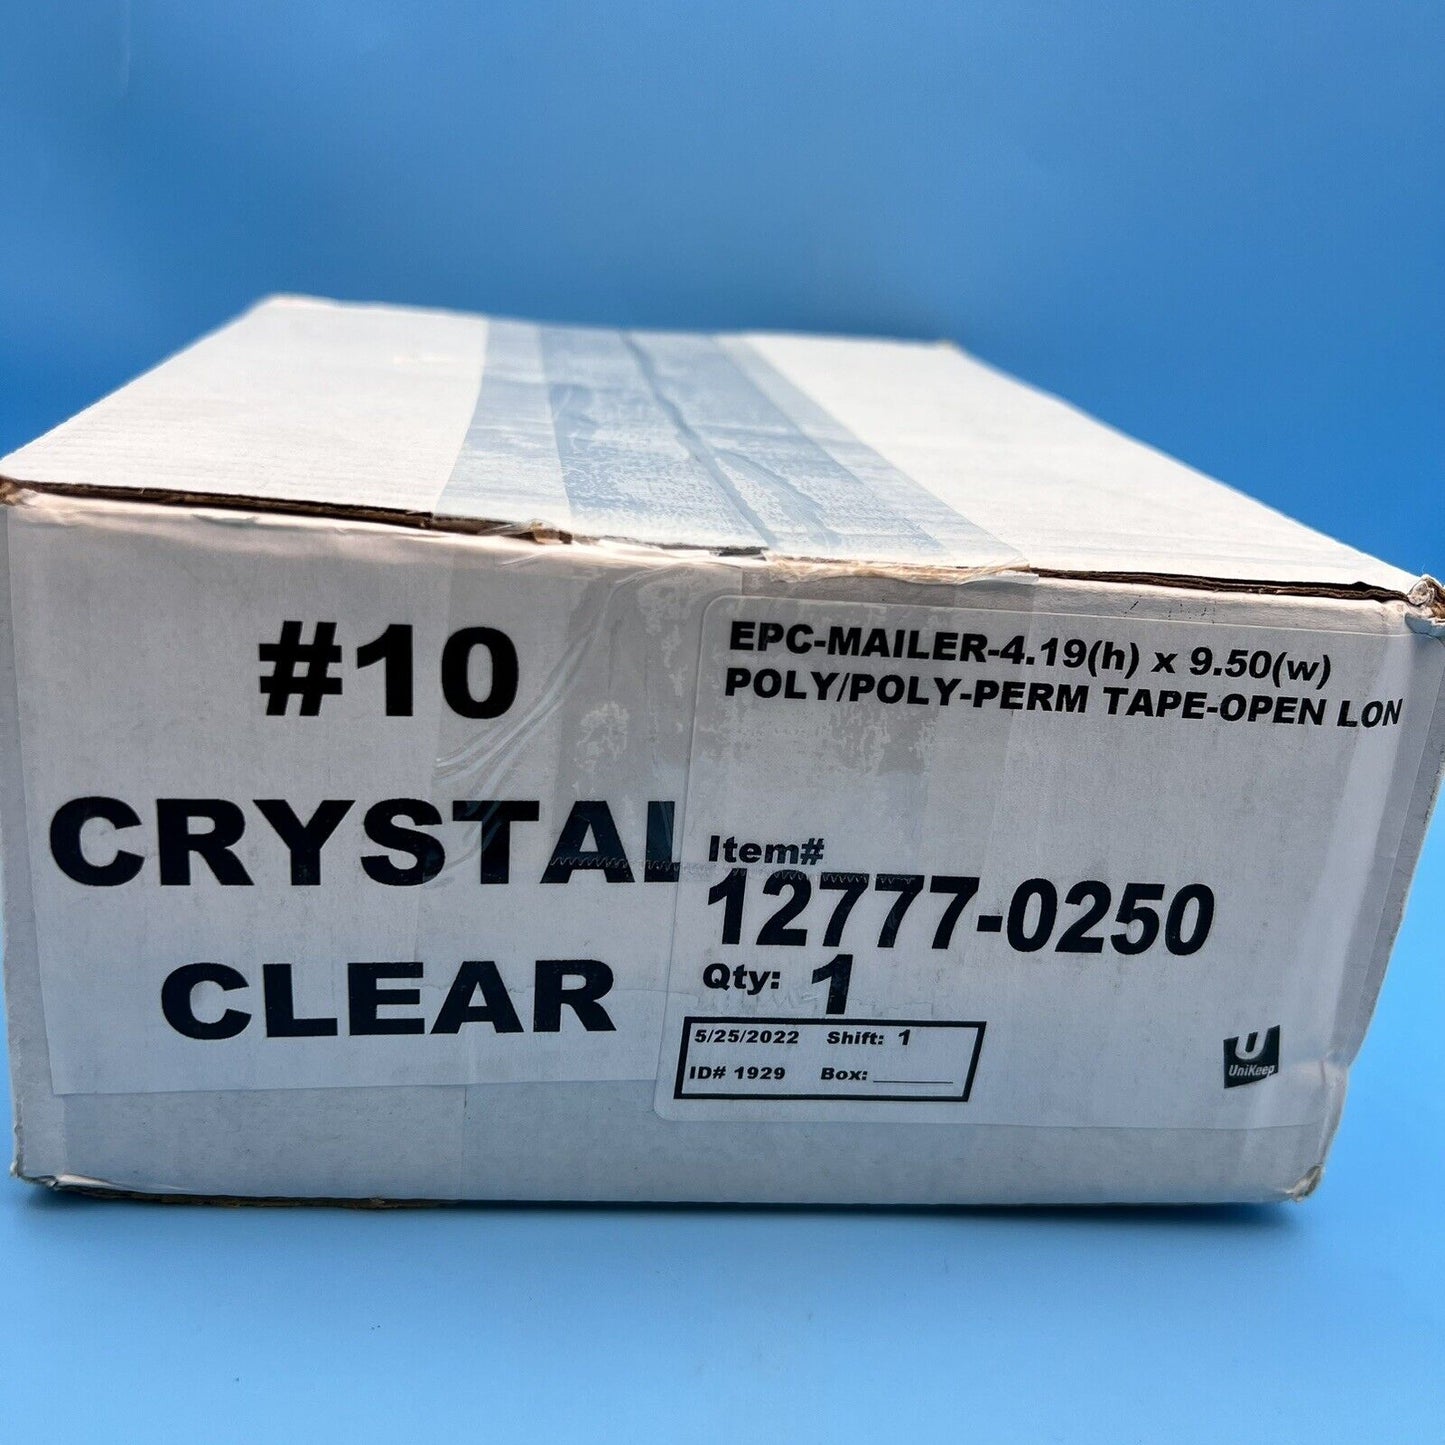 #10
CRYSTAL
CLEAR
EPC-MAILER-4.19(h) x 9.50(w)
POLY/POLY-PERM TAPE-OPEN LON
Item#
12777-0250
Qty: 1
5/25/2022 Shift: 1
ID# 1929 Box: ______
U
UniKeep